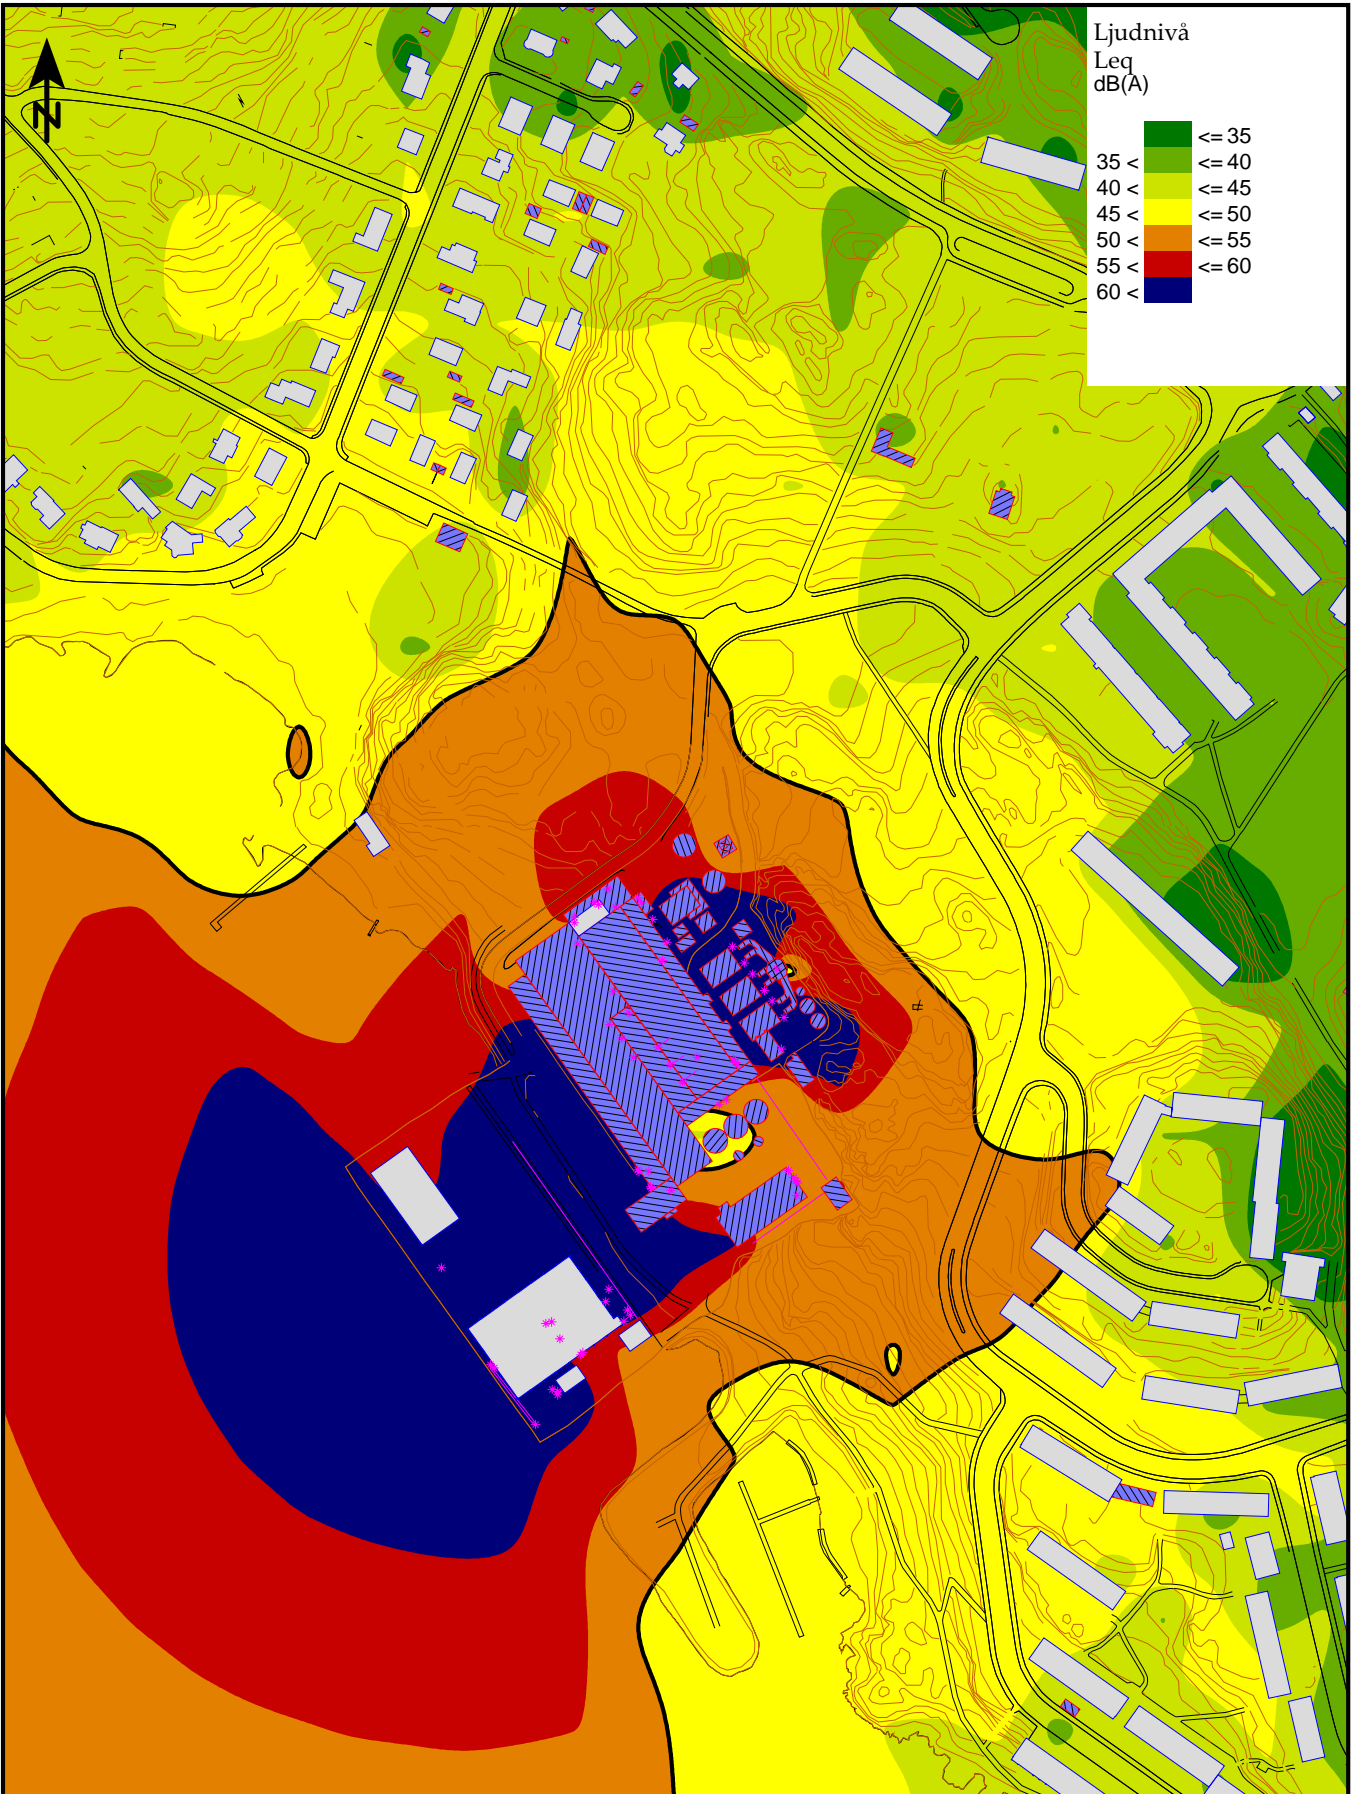 N
Ljudnivå
Leq
dB(A)
<= 35
35 < <= 40
40 < <= 45
45 < <= 50
50 < <= 55
55 < <= 60
60 <